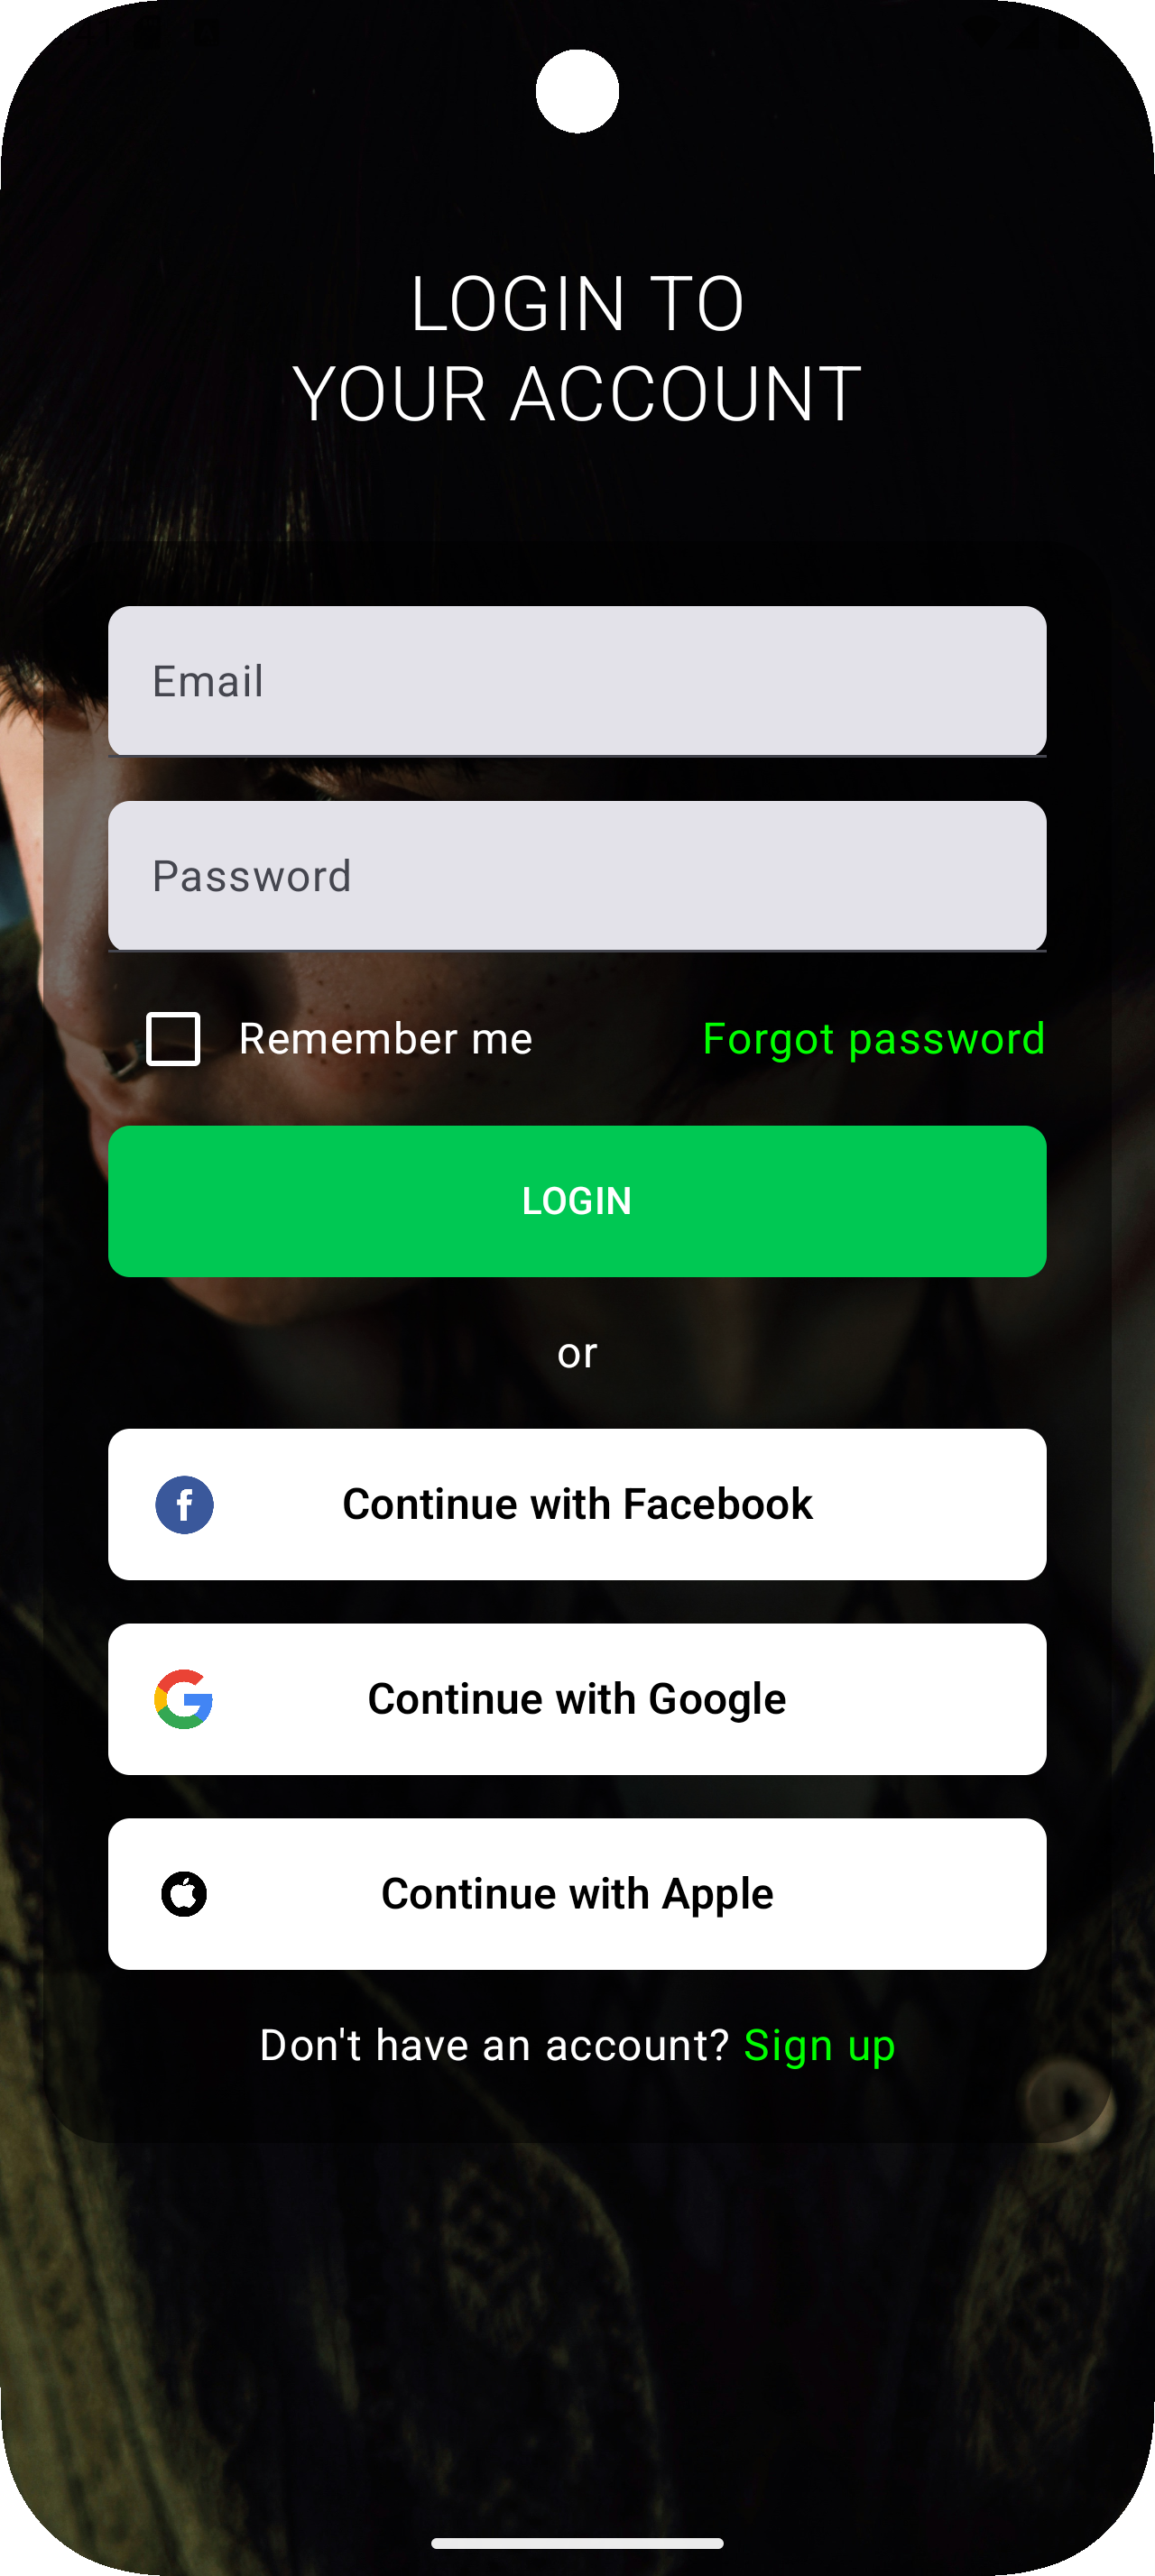 LOGIN TO
YOUR ACCOUNT
Email
Password
Remember me
Forgot password
LOGIN
or
Continue with Facebook
Continue with Google
Continue with Apple
Don't have an account? Sign up